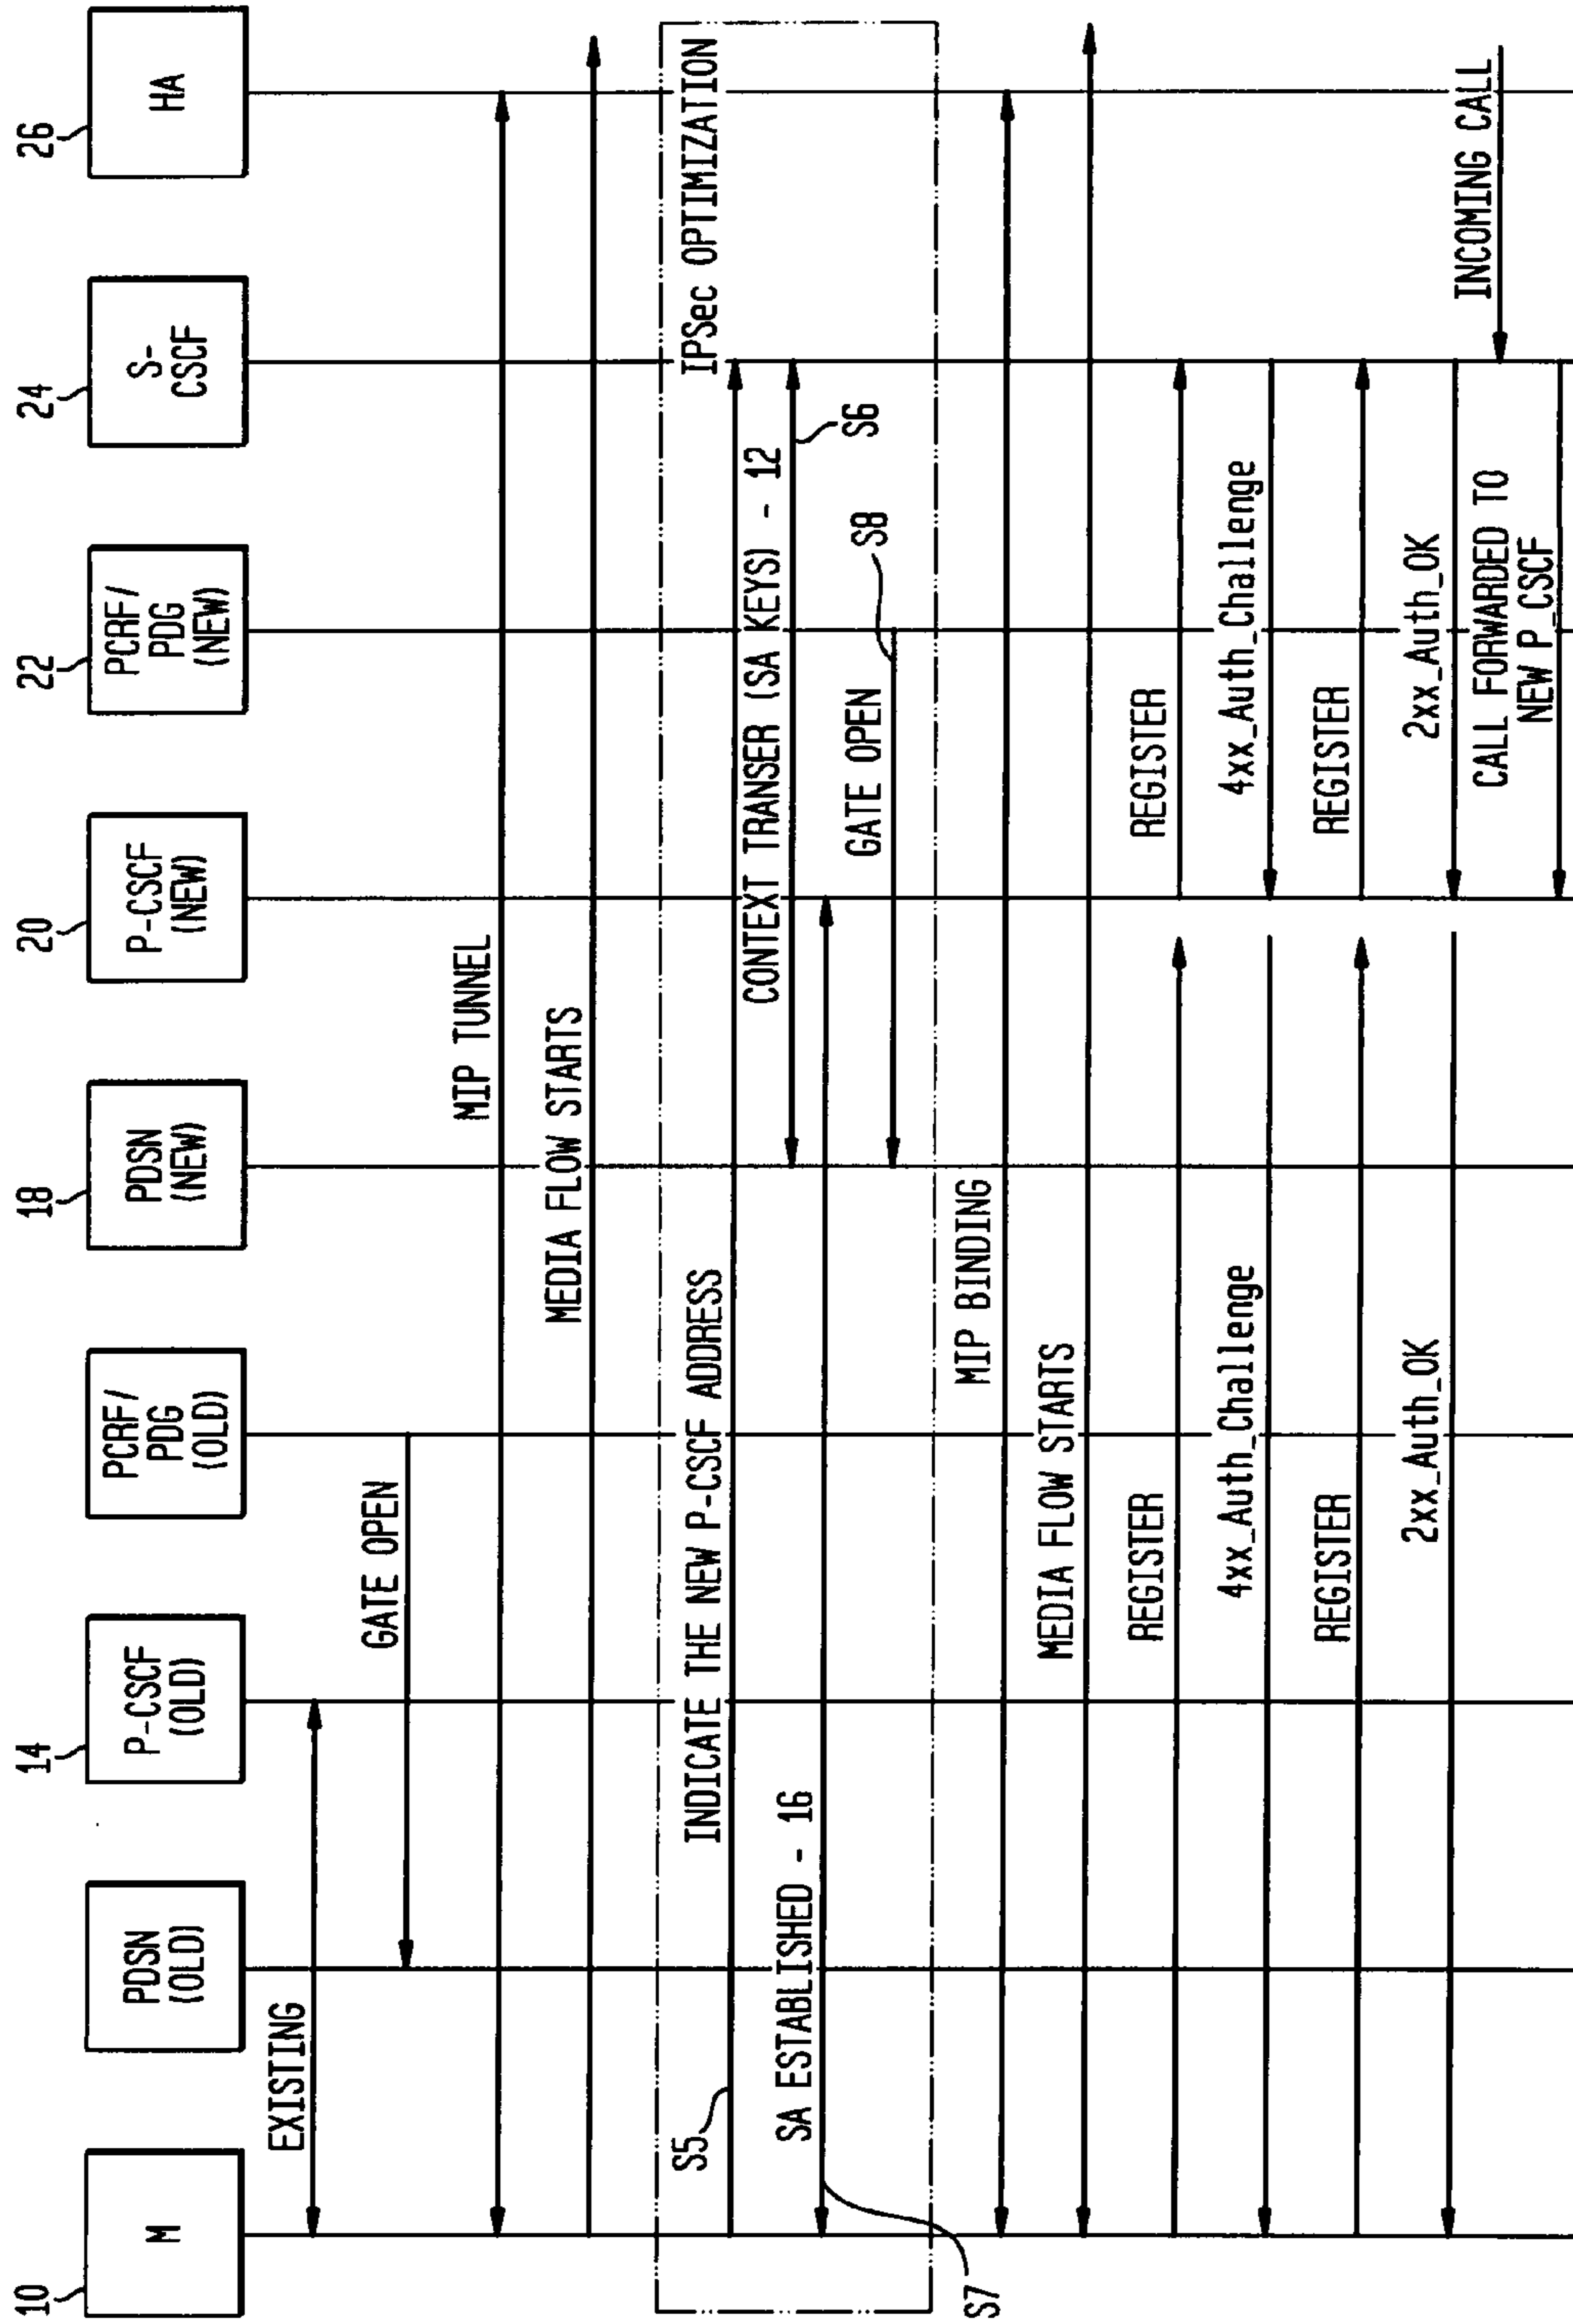 10
M
PDSN
(OLD)
14
P-CSCF
(OLD)
PCRF/
PDG
(OLD)
18
PDSN
(NEW)
20
P-CSCF
(NEW)
22
PCRF/
PDG
(NEW)
24
S-
CSCF
26
HA
EXISTING
GATE OPEN
MIP TUNNEL
MEDIA FLOW STARTS
IPSec OPTIMIZATION
S5
INDICATE THE NEW P-CSCF ADDRESS
CONTEXT TRANSER (SA KEYS) - 12
S6
SA ESTABLISHED - 16
S7
GATE OPEN
S8
MIP BINDING
MEDIA FLOW STARTS
REGISTER
REGISTER
4xx_Auth_Challenge
4xx_Auth_Challenge
REGISTER
REGISTER
2xx_Auth_OK
2xx_Auth_OK
INCOMING CALL
CALL FORWARDED TO
NEW P_CSCF